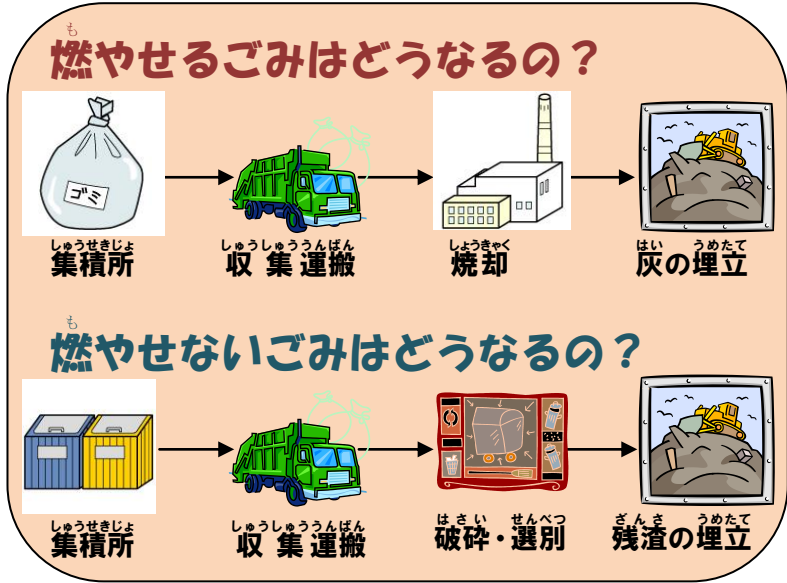 も
燃やせるごみはどうなるの？
ゴミ
しゅうせきじょ しゅうしゅううんぱん しょうきゃく はい うめたて
集積所 収集運搬 焼却 灰の埋立
も
燃やせないごみはどうなるの？
しゅうせきじょ しゅうしゅううんぱん はさい せんべつ ざんさ うめたて
集積所 収集運搬 破砕・選別 残渣の埋立